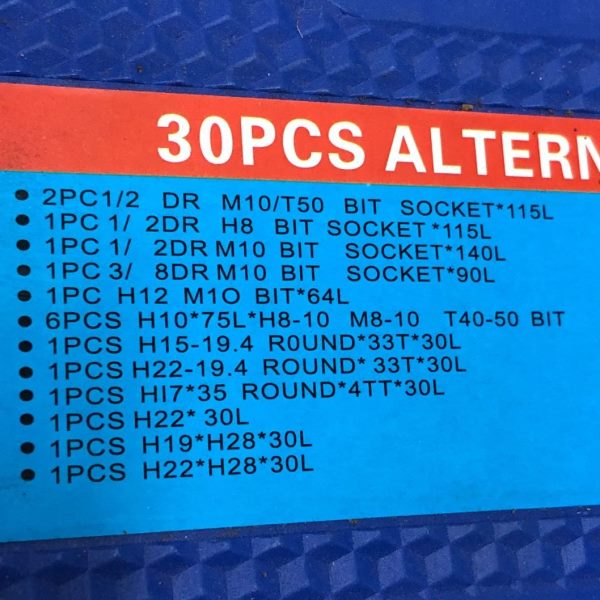 30PCS ALTERN
• 2PC1/2 DR M10/T50 BIT SOCKET*115L
• 1PC 1/ 2DR H8 BIT SOCKET *115L
• 1PC 1/ 2DR M10 BIT SOCKET*140L
• 1PC 3/ 8DR M10 BIT SOCKET*90L
• 1PC H12 M1O BIT*64L
• 6PCS H10*75L*H8-10 M8-10 T40-50 BIT
• 1PCS H15-19.4 R0UND*33T*30L
• 1PCS H22-19.4 ROUND* 33T*30L
• 1PCS HI7*35 ROUND*4TT*30L
• 1PCS H22* 30L
• 1PCS H19*H28*30L
• 1PCS H22*H28*30L